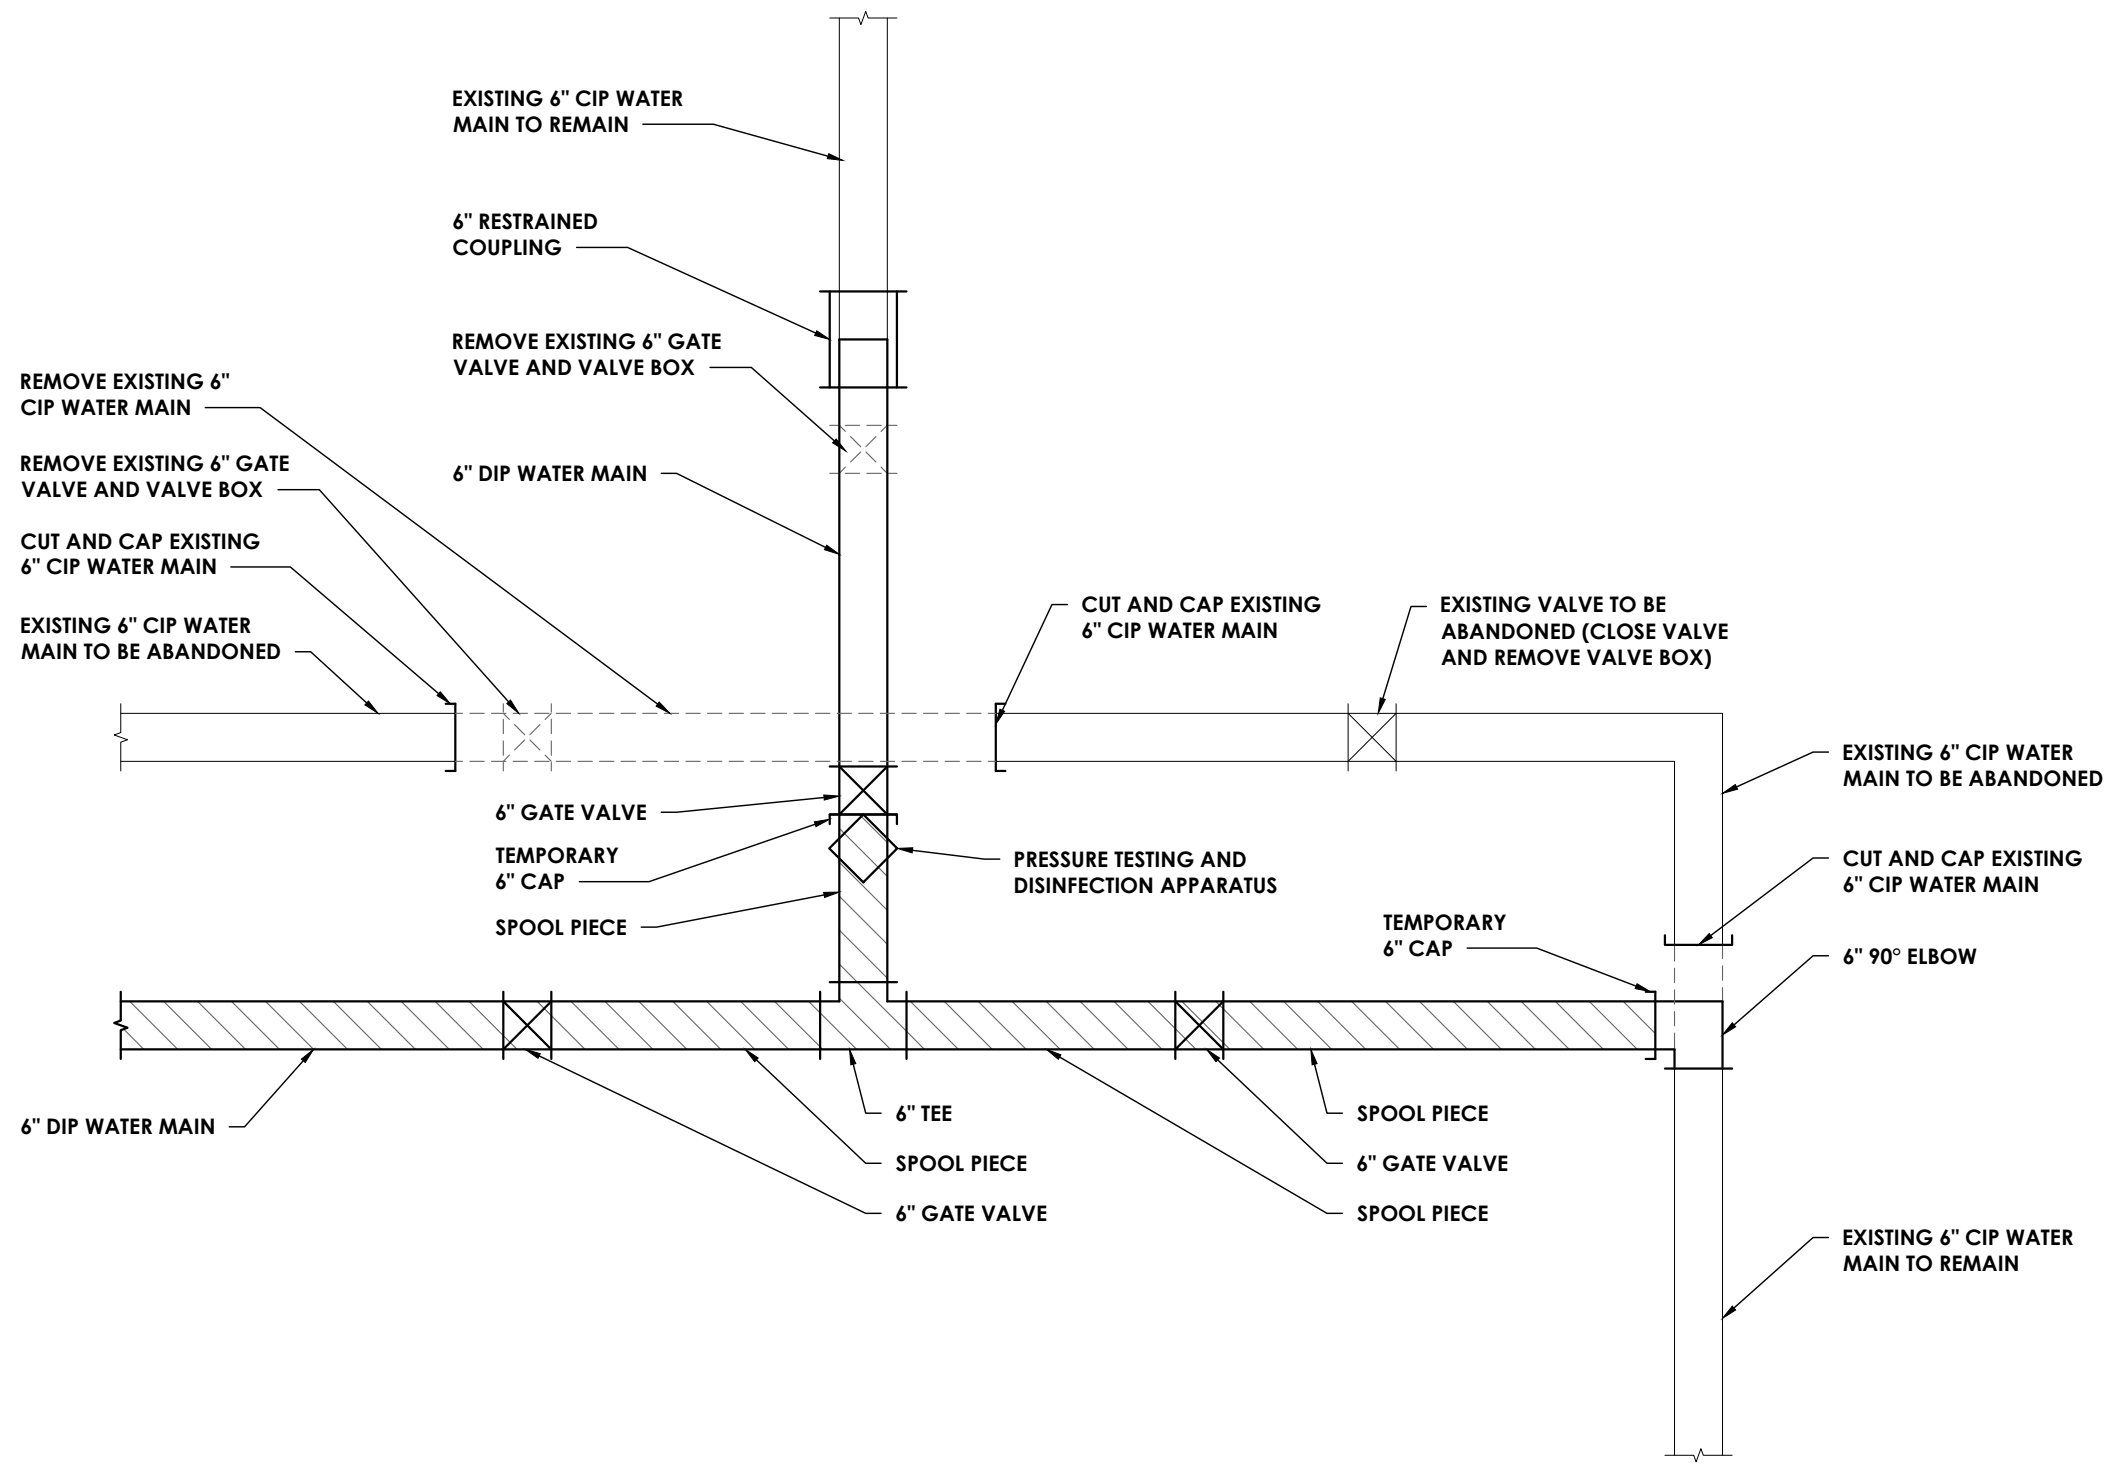 EXISTING 6" CIP WATER
MAIN TO REMAIN
6" RESTRAINED
COUPLING
REMOVE EXISTING 6" GATE
VALVE AND VALVE BOX
6" DIP WATER MAIN
REMOVE EXISTING 6"
CIP WATER MAIN
REMOVE EXISTING 6" GATE
VALVE AND VALVE BOX
CUT AND CAP EXISTING
6" CIP WATER MAIN
EXISTING 6" CIP WATER
MAIN TO BE ABANDONED
CUT AND CAP EXISTING
6" CIP WATER MAIN
EXISTING VALVE TO BE
ABANDONED (CLOSE VALVE
AND REMOVE VALVE BOX)
EXISTING 6" CIP WATER
MAIN TO BE ABANDONED
CUT AND CAP EXISTING
6" CIP WATER MAIN
6" 90° ELBOW
6" GATE VALVE
TEMPORARY
6" CAP
SPOOL PIECE
PRESSURE TESTING AND
DISINFECTION APPARATUS
TEMPORARY
6" CAP
6" DIP WATER MAIN
6" TEE
SPOOL PIECE
6" GATE VALVE
SPOOL PIECE
6" GATE VALVE
SPOOL PIECE
EXISTING 6" CIP WATER
MAIN TO REMAIN